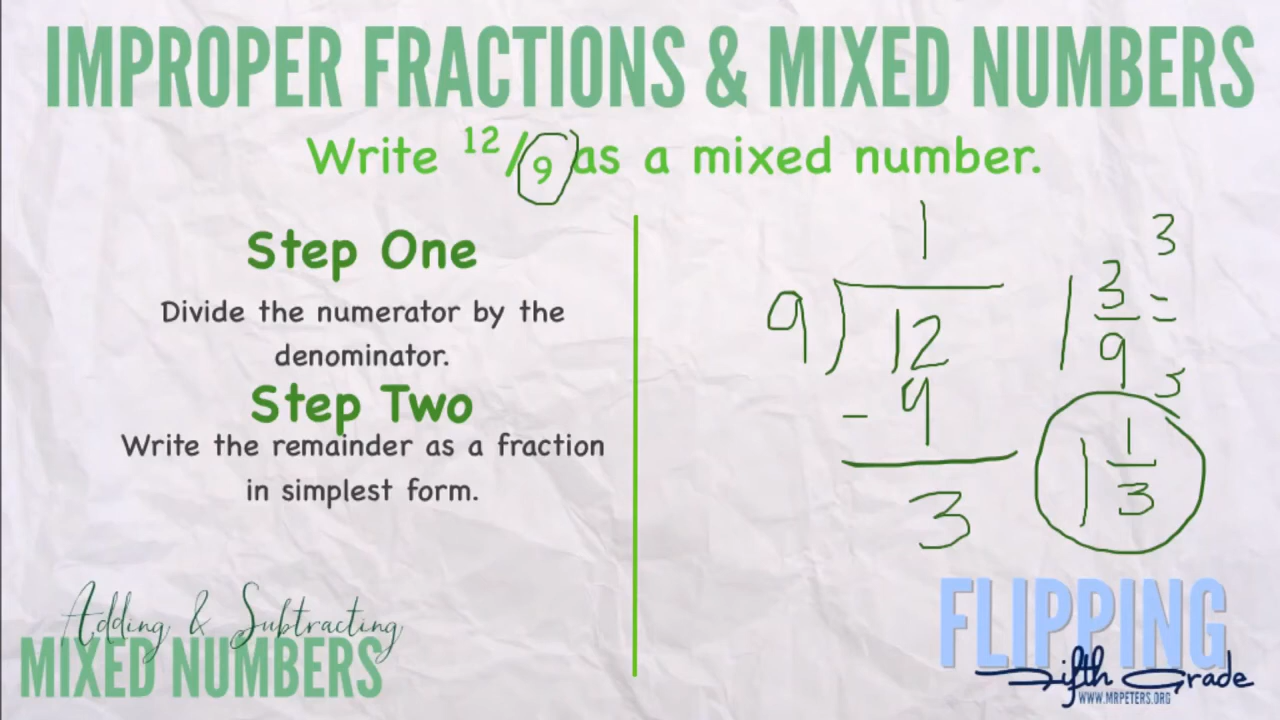 IMPROPER FRACTIONS & MIXED NUMBERS
Write 12/9 as a mixed number.
Step One
Divide the numerator by the
denominator.
Step Two
Write the remainder as a fraction
in simplest form.
1
9 ) 12
- 9
3
1 3/9 =
3
3
1 1/3
Adding & Subtracting
MIXED NUMBERS
FLIPPING
Fifth Grade
WWW.MRPETERS.ORG